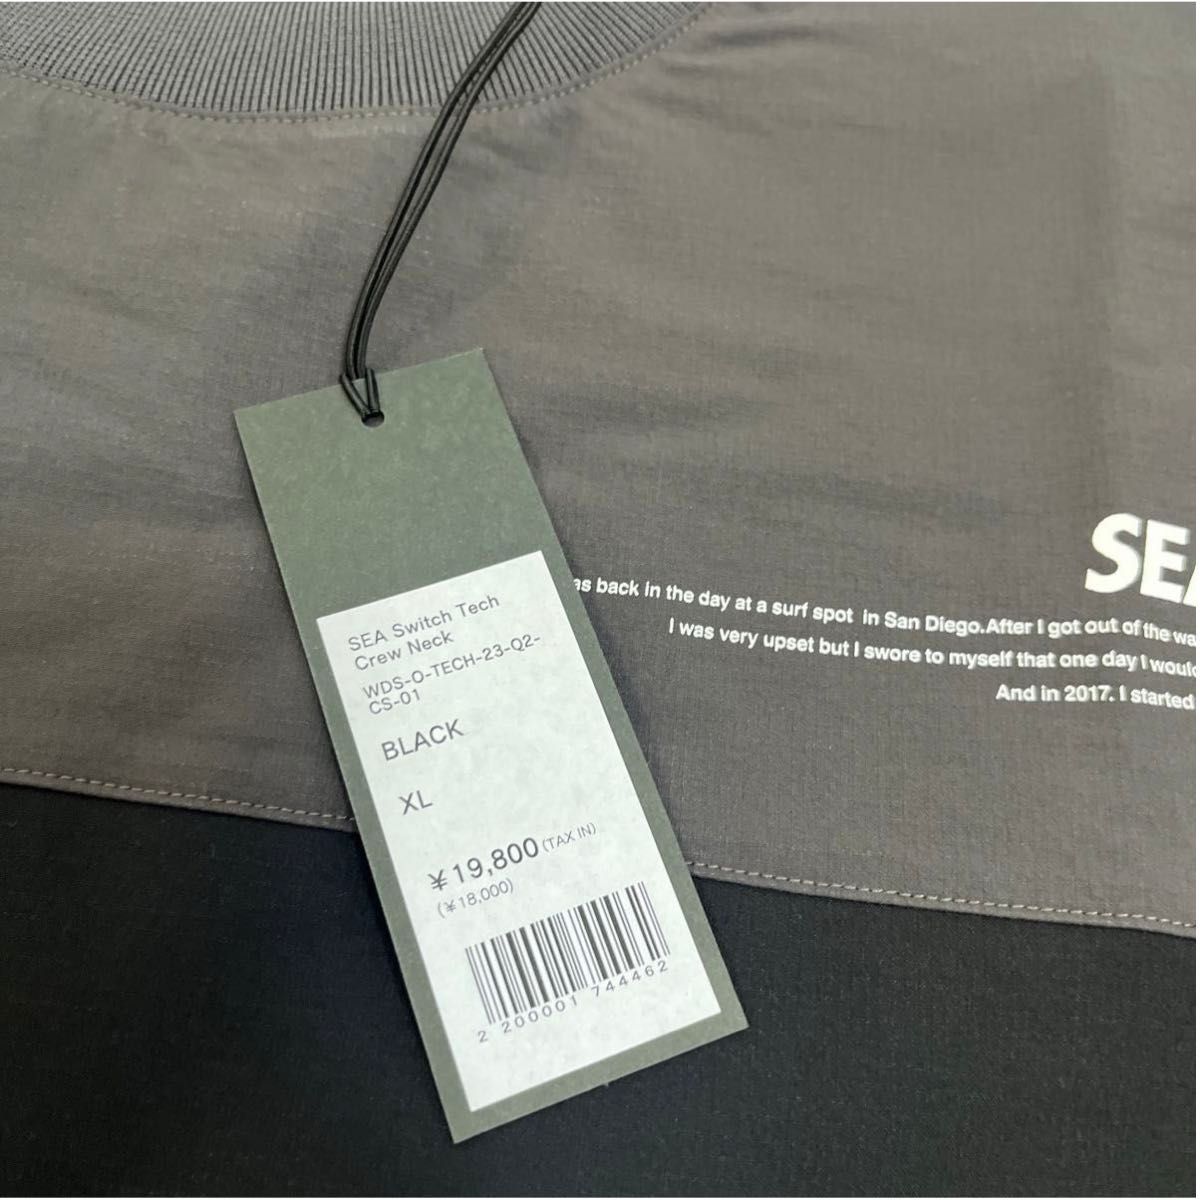 SEA Switch Tech
Crew Neck
WDS-O-TECH-23-Q2-
CS-01
BLACK
XL
¥19,800 (TAX IN)
(¥18,000)
2 200001 744462
SEA
as back in the day at a surf spot in San Diego.After I got out of the wa
I was very upset but I swore to myself that one day I would
And in 2017. I started